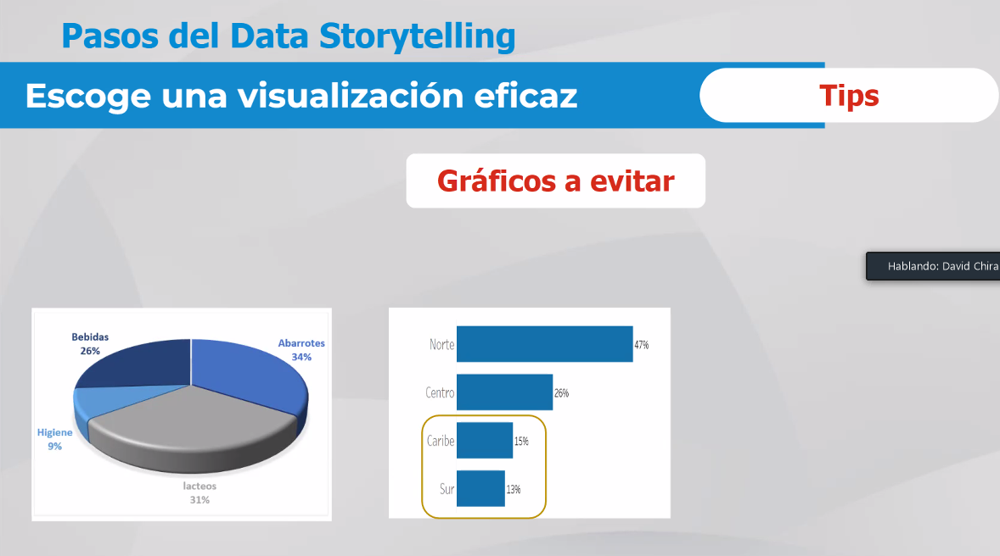 Pasos del Data Storytelling
Escoge una visualización eficaz
Tips
Gráficos a evitar
Hablando: David Chira
Bebidas
26%
Abarrotes
34%
Higiene
9%
lacteos
31%
Norte
47%
Centro
26%
Caribe
15%
Sur
13%